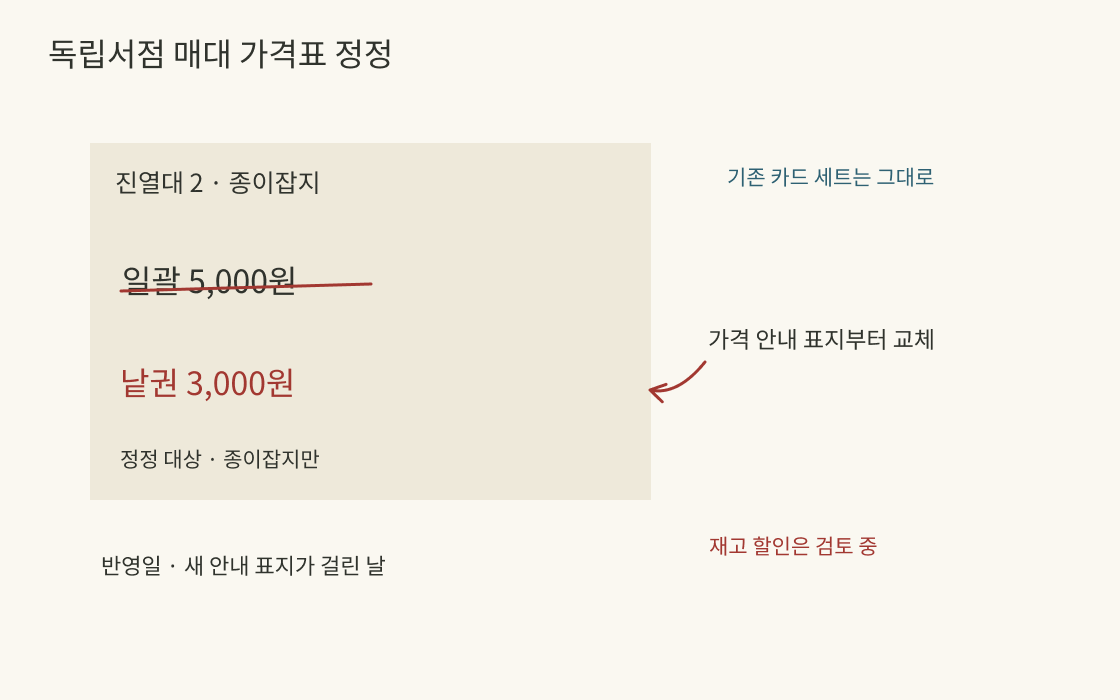 독립서점 매대 가격표 정정
진열대 2 · 종이잡지
일괄 5,000원
낱권 3,000원
정정 대상 · 종이잡지만
반영일 · 새 안내 표지가 걸린 날
기존 카드 세트는 그대로
가격 안내 표지부터 교체
재고 할인은 검토 중